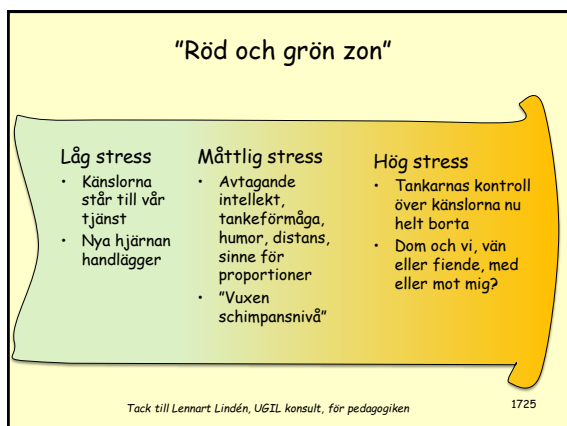 ”Röd och grön zon”
Låg stress
• Känslorna
står till vår
tjänst
• Nya hjärnan
handlägger
Måttlig stress
• Avtagande
intellekt,
tankeförmåga,
humor, distans,
sinne för
proportioner
• ”Vuxen
schimpansnivå”
Hög stress
• Tankarnas kontroll
över känslorna nu
helt borta
• Dom och vi, vän
eller fiende, med
eller mot mig?
Tack till Lennart Lindén, UGIL konsult, för pedagogiken
1725